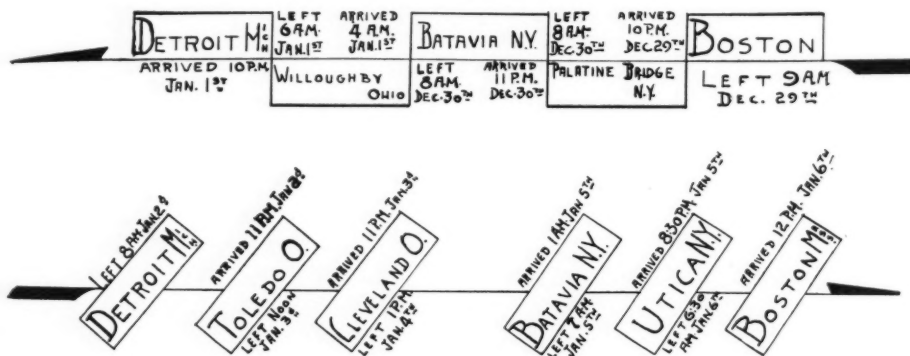 DETROIT MICH
LEFT
6 A.M.
JAN. 1ST
ARRIVED
4 A.M.
JAN. 1ST
BATAVIA N.Y.
LEFT
8 AM.
DEC. 30TH
ARRIVED
10 P.M.
DEC 29TH
BOSTON
ARRIVED 10 P.M.
JAN. 1ST
WILLOUGHBY
OHIO
LEFT
8 A.M.
DEC. 30TH
ARRIVED
11 P.M.
DEC. 30TH
PALATINE BRIDGE
N.Y.
LEFT 9 AM
DEC. 29TH
LEFT 8 AM JAN. 2d
DETROIT MICH
ARRIVED 11 P.M. JAN 2d
TOLEDO O.
LEFT NOON
JAN. 3d
ARRIVED 11 P.M. JAN. 3d
CLEVELAND O.
LEFT 1 P.M.
JAN. 4TH
ARRIVED 1 AM. JAN 5TH
BATAVIA N.Y.
LEFT 7 AM.
JAN. 5TH
ARRIVED 8:30 P.M. JAN 5TH
UTICA N.Y.
LEFT 6:30
AM. JAN. 6TH
ARRIVED 12 P.M. JAN. 6TH
BOSTON MASS.